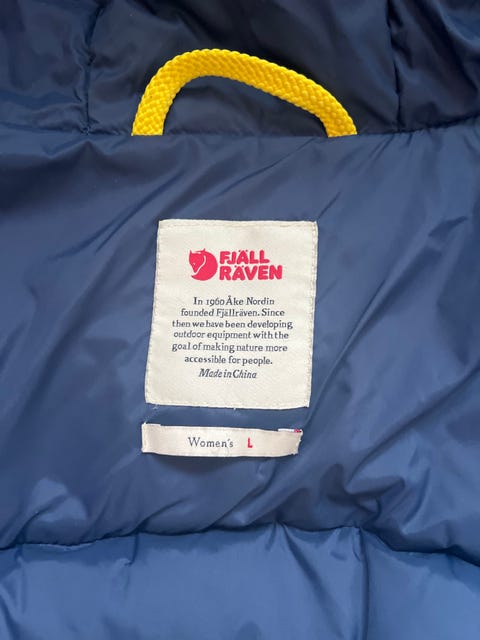 FJÄLL
RÄVEN
In 1960 Åke Nordin
founded Fjällräven. Since
then we have been developing
outdoor equipment with the
goal of making nature more
accessible for people.
Made in China
Women's L